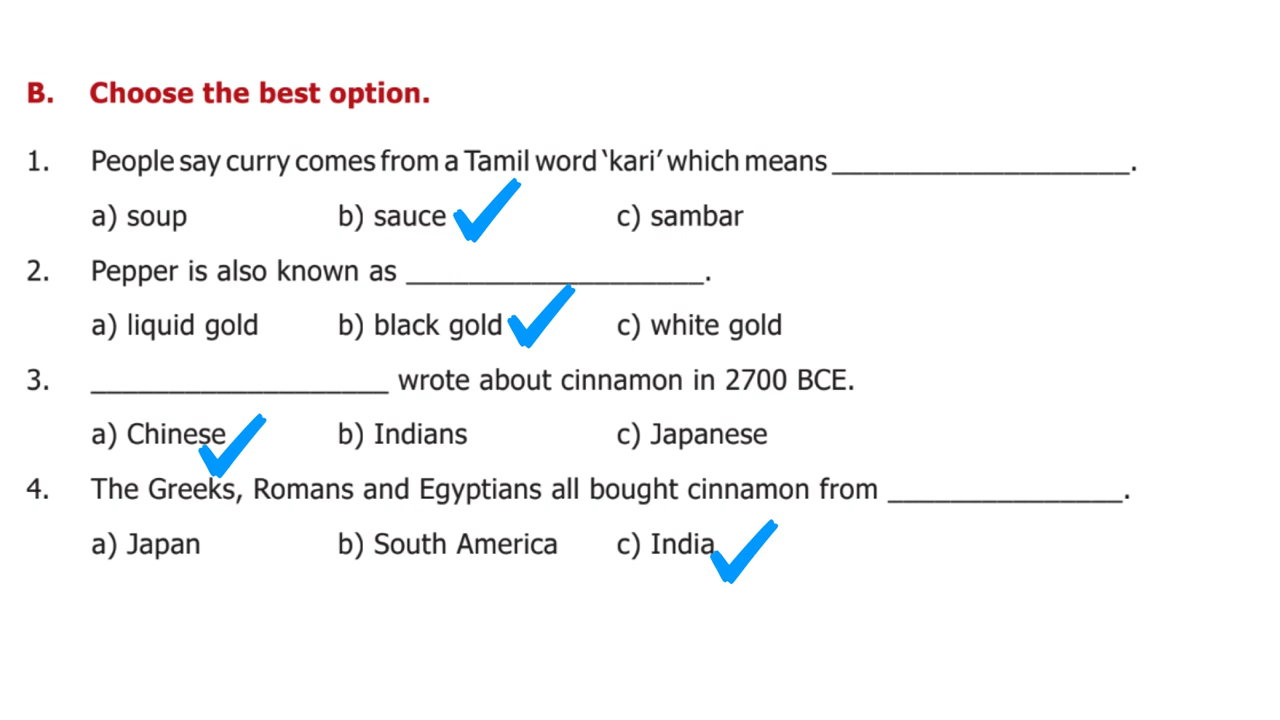 B. Choose the best option.
1. People say curry comes from a Tamil word ‘kari’ which means ___________________.
a) soup b) sauce c) sambar
2. Pepper is also known as ___________________.
a) liquid gold b) black gold c) white gold
3. ___________________ wrote about cinnamon in 2700 BCE.
a) Chinese b) Indians c) Japanese
4. The Greeks, Romans and Egyptians all bought cinnamon from _______________.
a) Japan b) South America c) India